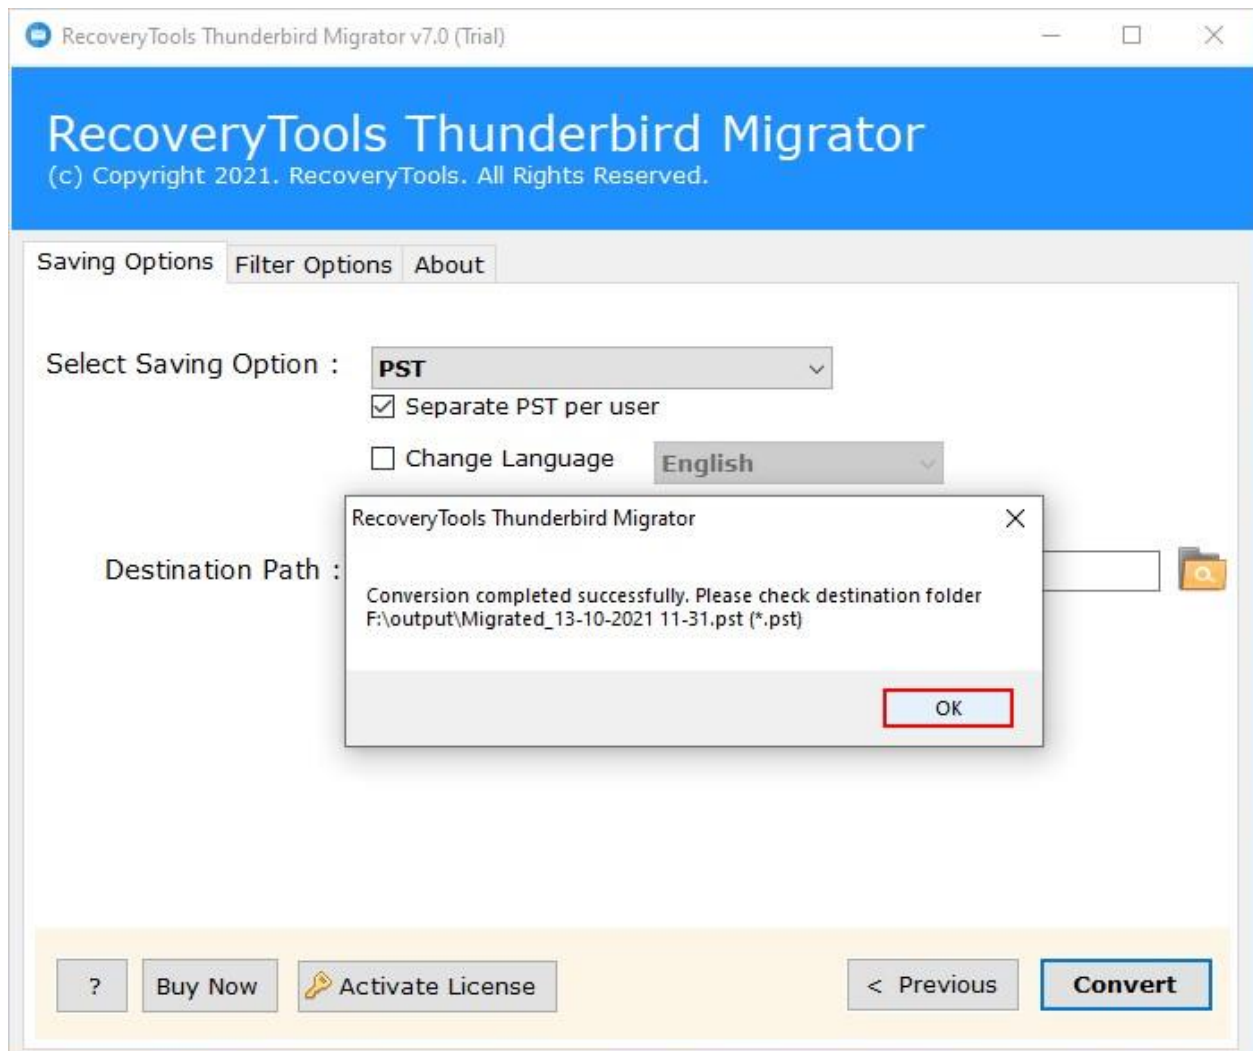 RecoveryTools Thunderbird Migrator v7.0 (Trial)
RecoveryTools Thunderbird Migrator
(c) Copyright 2021. RecoveryTools. All Rights Reserved.
Saving Options Filter Options About
Select Saving Option : PST
Separate PST per user
Change Language English
RecoveryTools Thunderbird Migrator
Destination Path :
Conversion completed successfully. Please check destination folder
F:\output\Migrated_13-10-2021 11-31.pst (*.pst)
OK
? Buy Now Activate License < Previous Convert